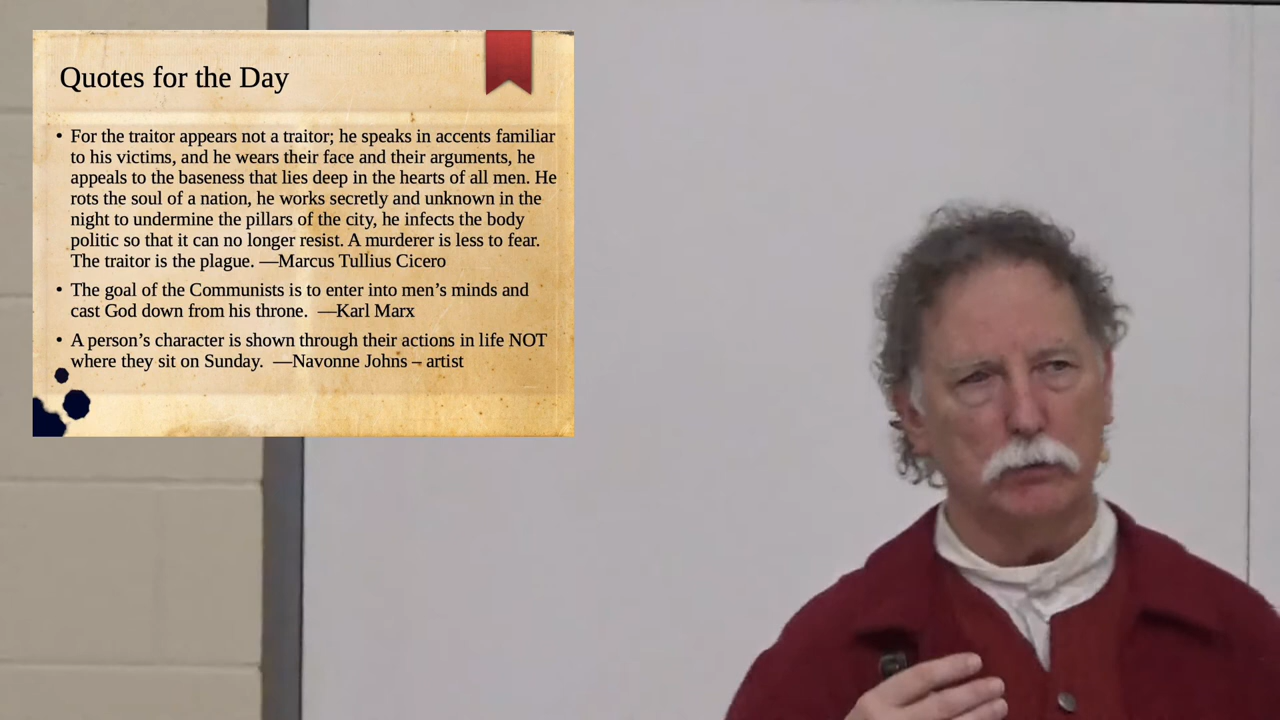 Quotes for the Day
• For the traitor appears not a traitor; he speaks in accents familiar
to his victims, and he wears their face and their arguments, he
appeals to the baseness that lies deep in the hearts of all men. He
rots the soul of a nation, he works secretly and unknown in the
night to undermine the pillars of the city, he infects the body
politic so that it can no longer resist. A murderer is less to fear.
The traitor is the plague. —Marcus Tullius Cicero
• The goal of the Communists is to enter into men’s minds and
cast God down from his throne.  —Karl Marx
• A person’s character is shown through their actions in life NOT
where they sit on Sunday.  —Navonne Johns – artist